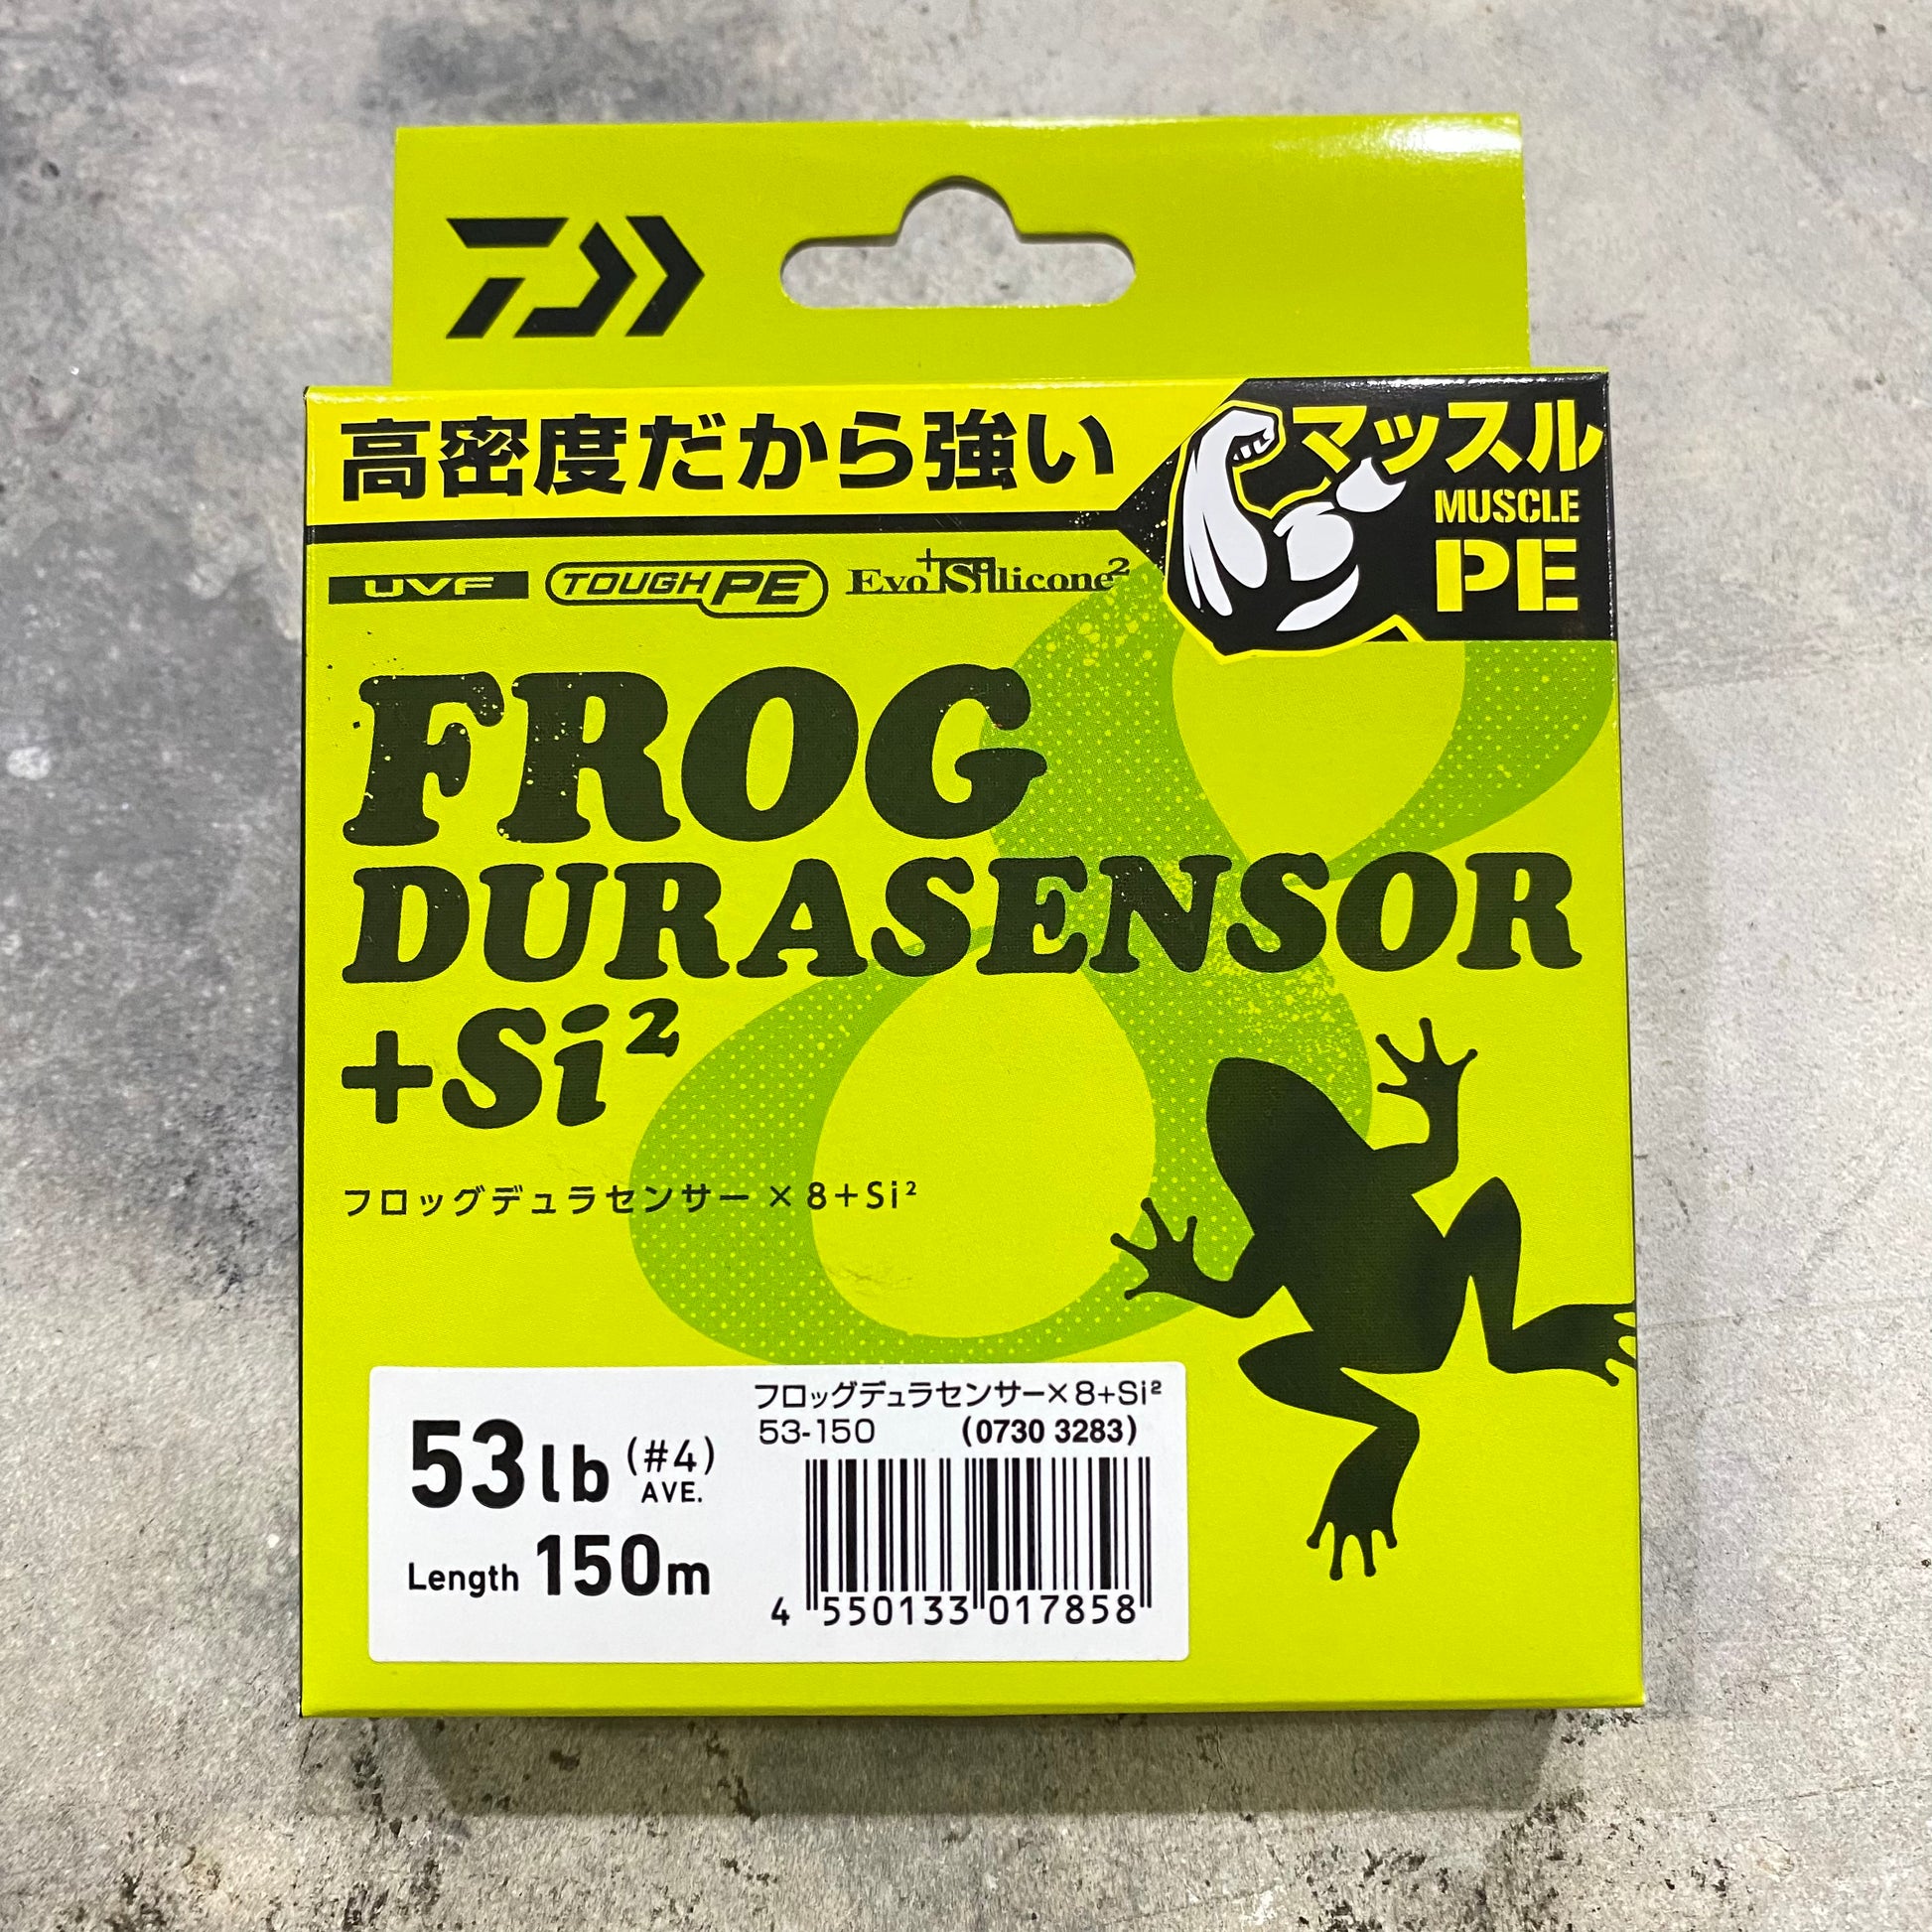 高密度だから強い
マッスル
MUSCLE
PE
UVF TOUGH PE Evo+Silicone²
FROG
DURASENSOR
+Si²
フロッグデュラセンサー ×8+Si²
8
53lb (#4) AVE.
Length 150m
フロッグデュラセンサー×8+Si²
53-150 (0730 3283)
4 550133 017858